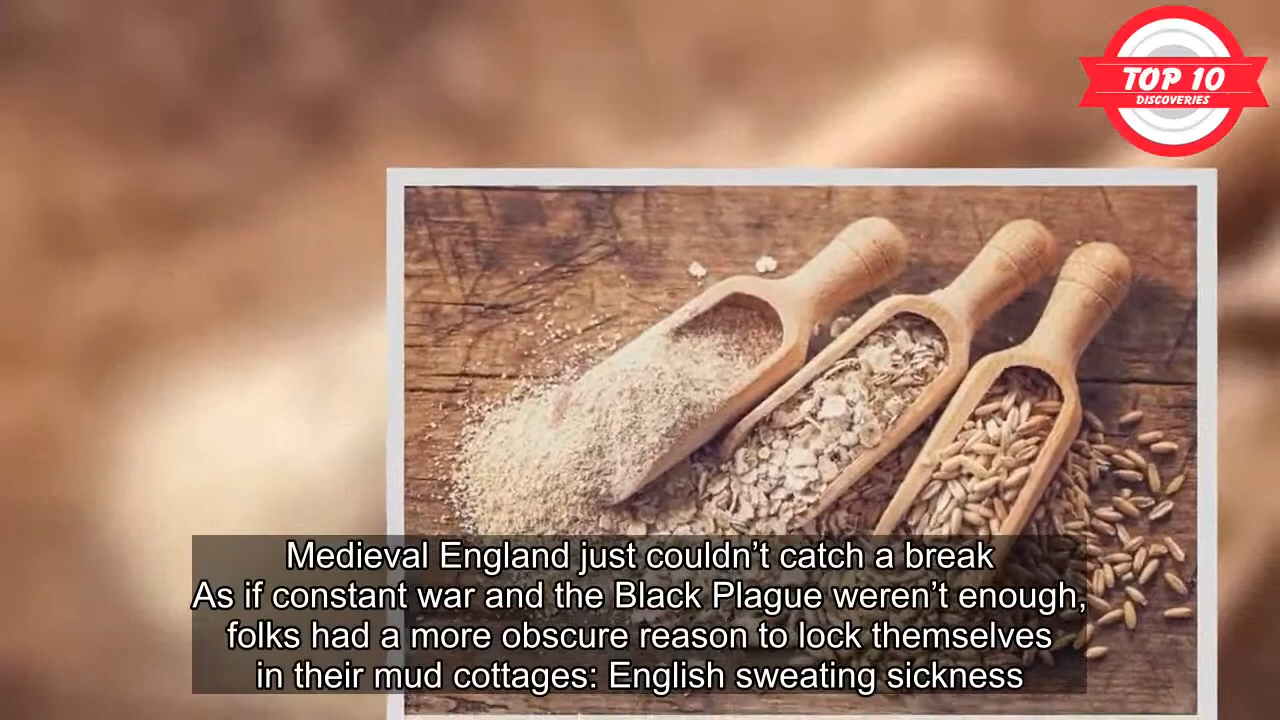 TOP 10
DISCOVERIES
Medieval England just couldn’t catch a break
As if constant war and the Black Plague weren’t enough,
folks had a more obscure reason to lock themselves
in their mud cottages: English sweating sickness